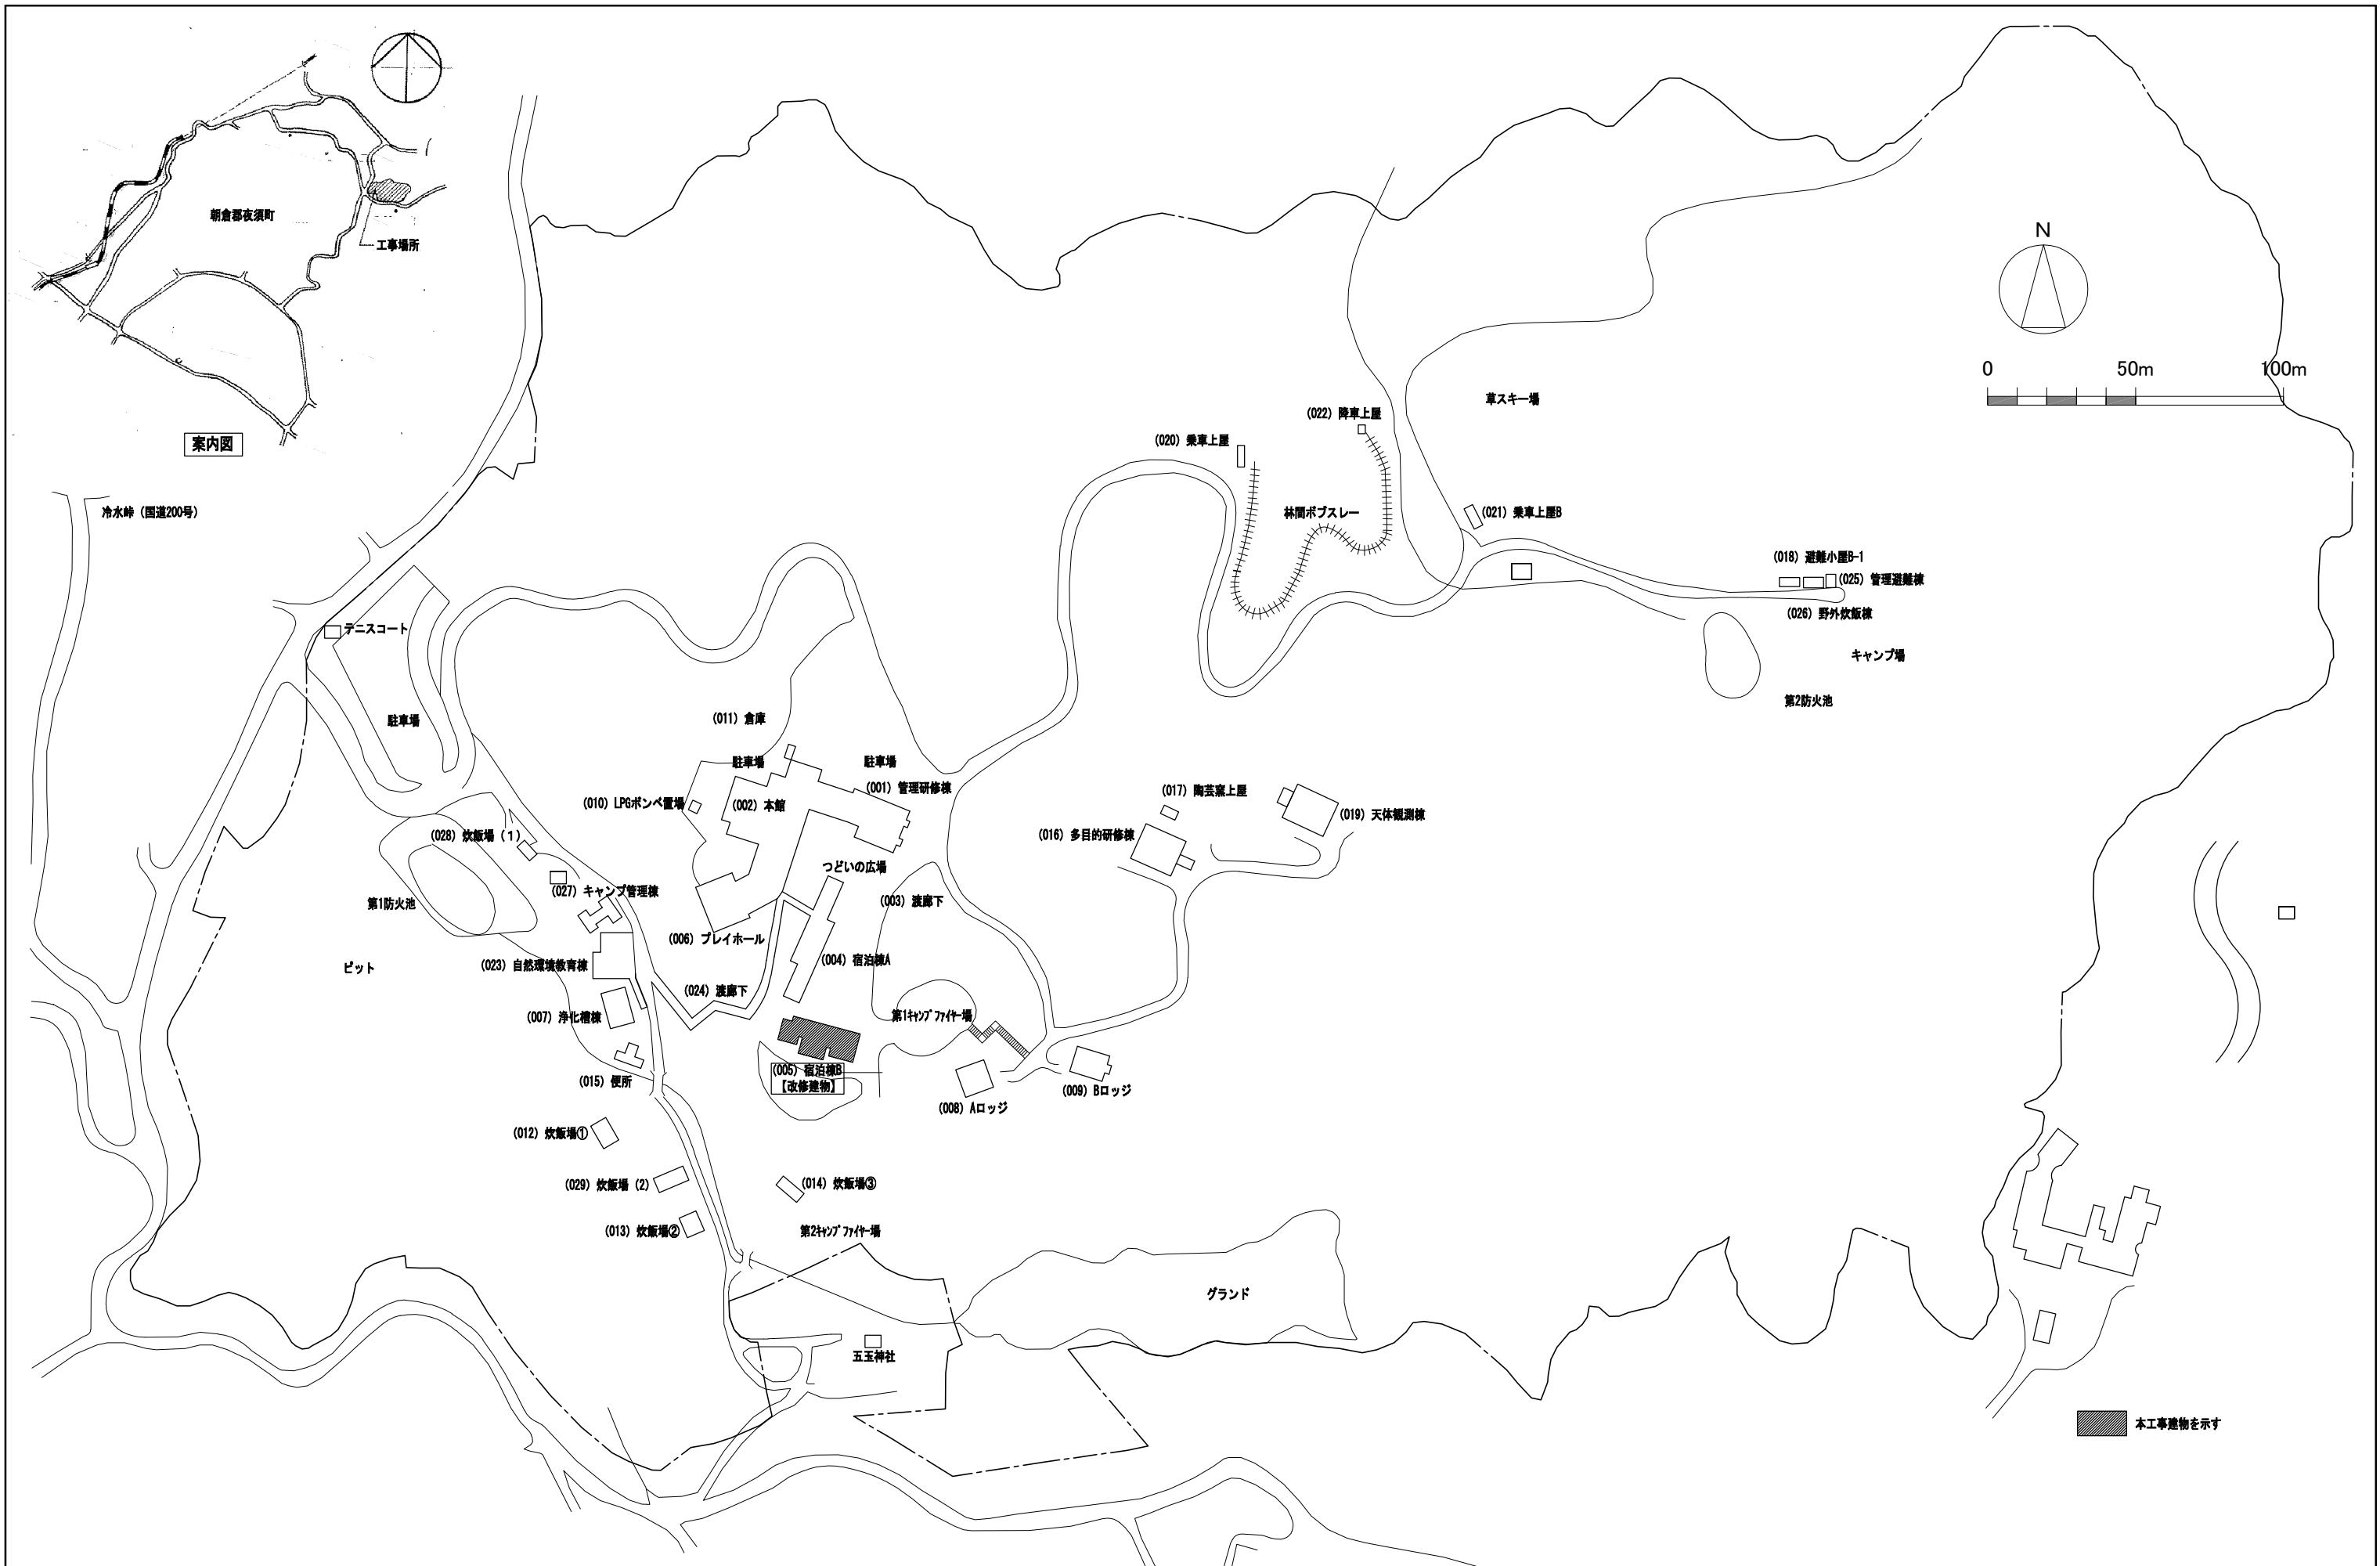 朝倉郡夜須町
工事場所
案内図
N
0 50m 100m
冷水峠（国道200号）
草スキー場
(022) 降車上屋
(020) 乗車上屋
林間ボブスレー
(021) 乗車上屋B
(018) 避難小屋B-1
(025) 管理避難棟
(026) 野外炊飯棟
キャンプ場
第2防火池
テニスコート
駐車場
(011) 倉庫
駐車場
駐車場
(001) 管理研修棟
(010) LPGボンベ置場
(002) 本館
(017) 陶芸窯上屋
(019) 天体観測棟
(016) 多目的研修棟
(028) 炊飯場（１）
つどいの広場
(027) キャンプ管理棟
第1防火池
(003) 渡廊下
(006) プレイホール
(004) 宿泊棟A
ピット
(023) 自然環境教育棟
(024) 渡廊下
(007) 浄化槽棟
第1ｷｬﾝﾌﾟﾌｧｲﾔｰ場
(005) 宿泊棟B
【改修建物】
(015) 便所
(009) Bロッジ
(008) Aロッジ
(012) 炊飯場①
(029) 炊飯場 (2)
(014) 炊飯場③
(013) 炊飯場②
第2ｷｬﾝﾌﾟﾌｧｲﾔｰ場
グランド
五玉神社
本工事建物を示す